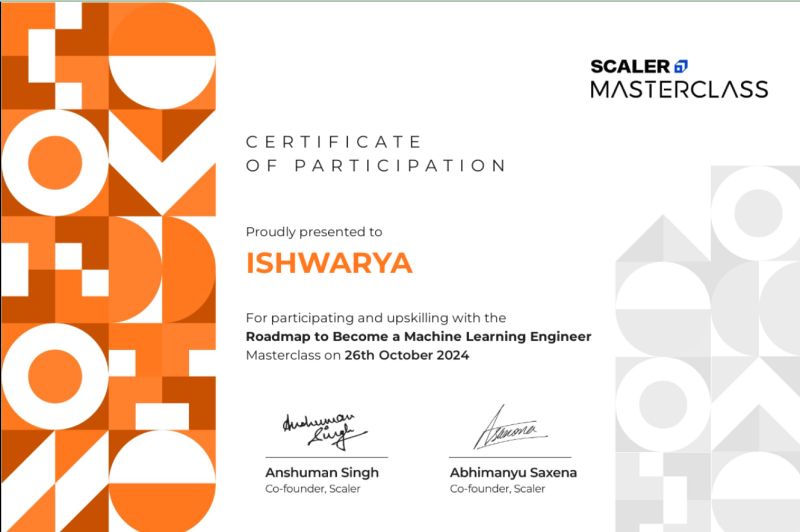 SCALER
MASTERCLASS
CERTIFICATE
OF PARTICIPATION
Proudly presented to
ISHWARYA
For participating and upskilling with the
Roadmap to Become a Machine Learning Engineer
Masterclass on 26th October 2024
Anshuman
Singh
Asaxena
Anshuman Singh
Co-founder, Scaler
Abhimanyu Saxena
Co-founder, Scaler